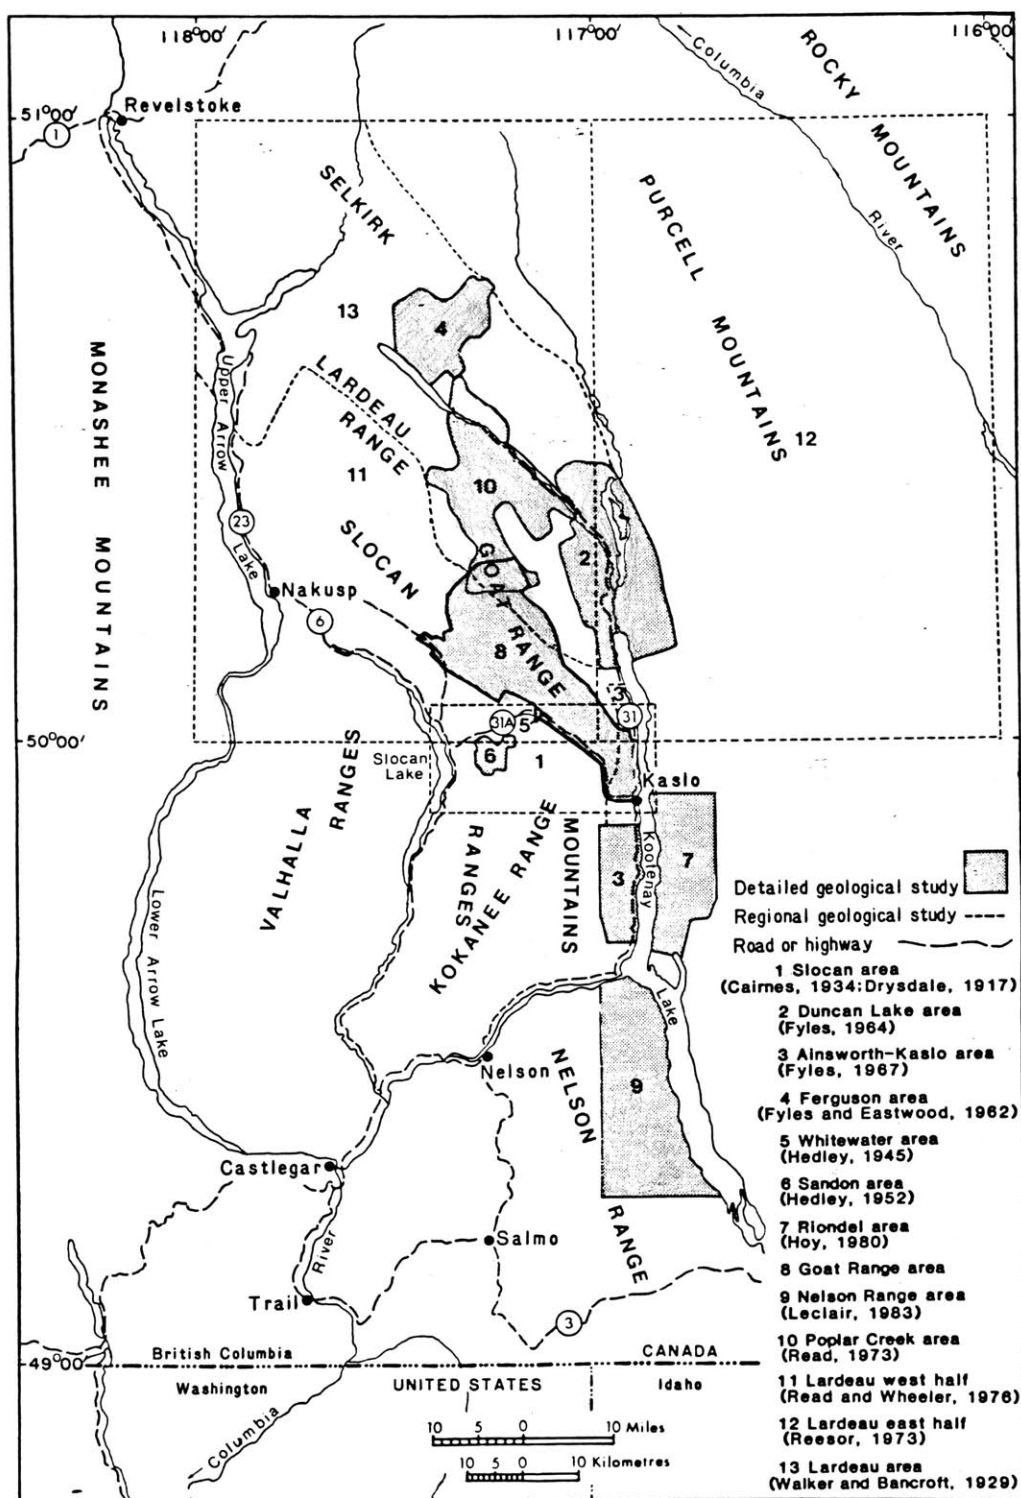 118°00′
117°00′
116°00′
Columbia
River
ROCKY MOUNTAINS
51°00′
Revelstoke
1
SELKIRK
PURCELL MOUNTAINS
13
4
MONASHEE MOUNTAINS
Upper Arrow Lake
LARDEAU RANGE
12
11
10
23
SLOCAN
GOAT RANGE
2
Nakusp
6
8
3
31A
5
31
50°00′
Slocan
Lake
6
1
Kaslo
VALHALLA RANGES
RANGES
KOKANEE RANGE
MOUNTAINS
3
Kootenay
Lake
7
Lower Arrow Lake
Detailed geological study
Regional geological study
Road or highway
1 Slocan area
(Cairnes, 1934:Drysdale, 1917)
2 Duncan Lake area
(Fyles, 1964)
3 Ainsworth-Kaslo area
(Fyles, 1967)
4 Ferguson area
(Fyles and Eastwood, 1962)
5 Whitewater area
(Hedley, 1945)
6 Sandon area
(Hedley, 1952)
7 Riondel area
(Hoy, 1980)
8 Goat Range area
9 Nelson Range area
(Leclair, 1983)
10 Poplar Creek area
(Read, 1973)
11 Lardeau west half
(Read and Wheeler, 1976)
12 Lardeau east half
(Reesor, 1973)
13 Lardeau area
(Walker and Bancroft, 1929)
Nelson
NELSON RANGE
9
Castlegar
River
Salmo
Trail
3
49°00′
British Columbia
CANADA
Washington
UNITED STATES
Idaho
Columbia
10 5 0 10 Miles
10 5 0 10 Kilometres